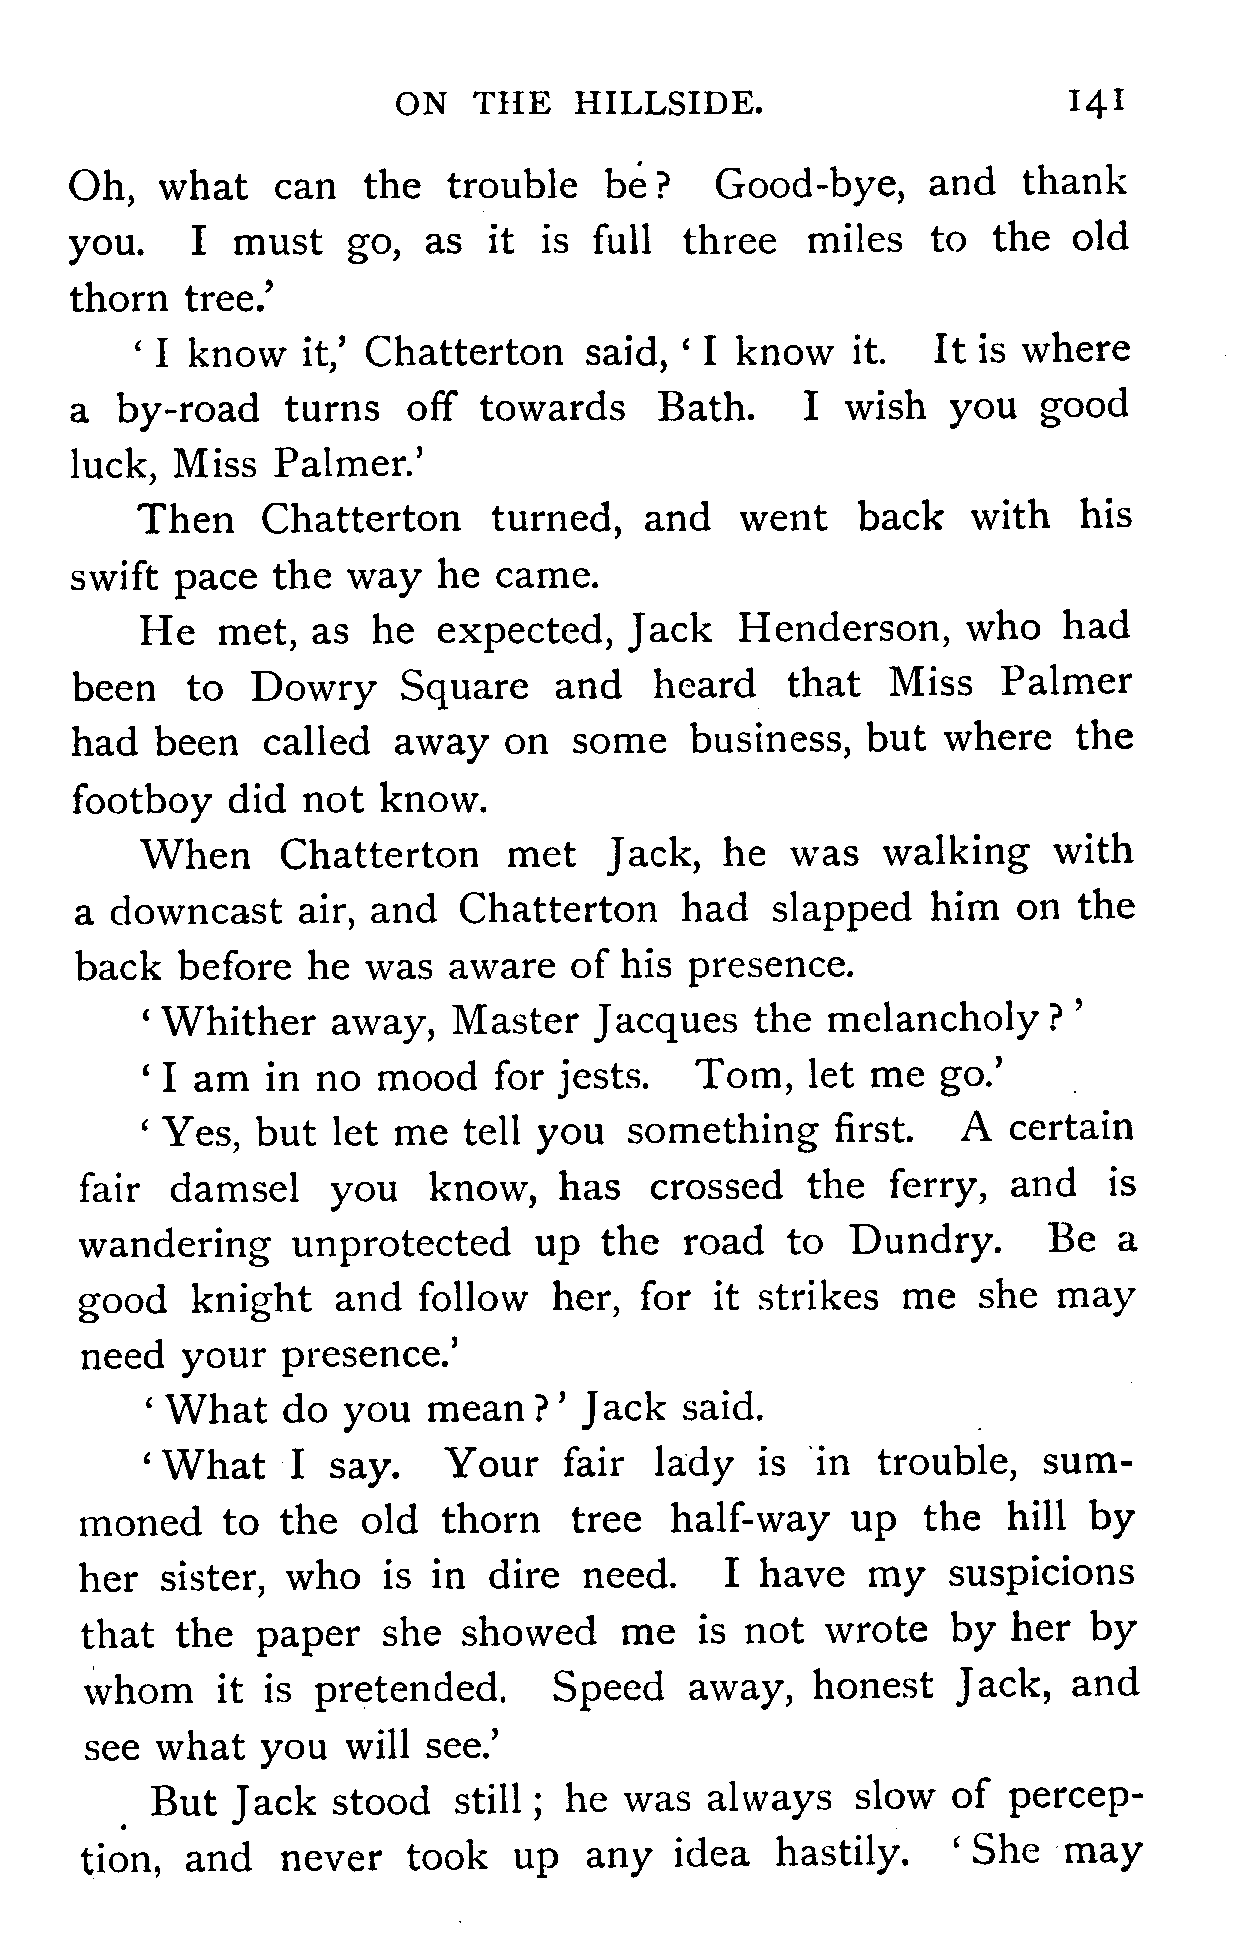 ON THE HILLSIDE. 141
Oh, what can the trouble be? Good-bye, and thank
you. I must go, as it is full three miles to the old
thorn tree.’
‘ I know it,’ Chatterton said, ‘ I know it. It is where
a by-road turns off towards Bath. I wish you good
luck, Miss Palmer.’
Then Chatterton turned, and went back with his
swift pace the way he came.
He met, as he expected, Jack Henderson, who had
been to Dowry Square and heard that Miss Palmer
had been called away on some business, but where the
footboy did not know.
When Chatterton met Jack, he was walking with
a downcast air, and Chatterton had slapped him on the
back before he was aware of his presence.
‘ Whither away, Master Jacques the melancholy ? ’
‘ I am in no mood for jests. Tom, let me go.’
‘ Yes, but let me tell you something first. A certain
fair damsel you know, has crossed the ferry, and is
wandering unprotected up the road to Dundry. Be a
good knight and follow her, for it strikes me she may
need your presence.’
‘ What do you mean ? ’ Jack said.
‘ What I say. Your fair lady is in trouble, sum-
moned to the old thorn tree half-way up the hill by
her sister, who is in dire need. I have my suspicions
that the paper she showed me is not wrote by her by
whom it is pretended. Speed away, honest Jack, and
see what you will see.’
But Jack stood still ; he was always slow of percep-
tion, and never took up any idea hastily. ‘ She may